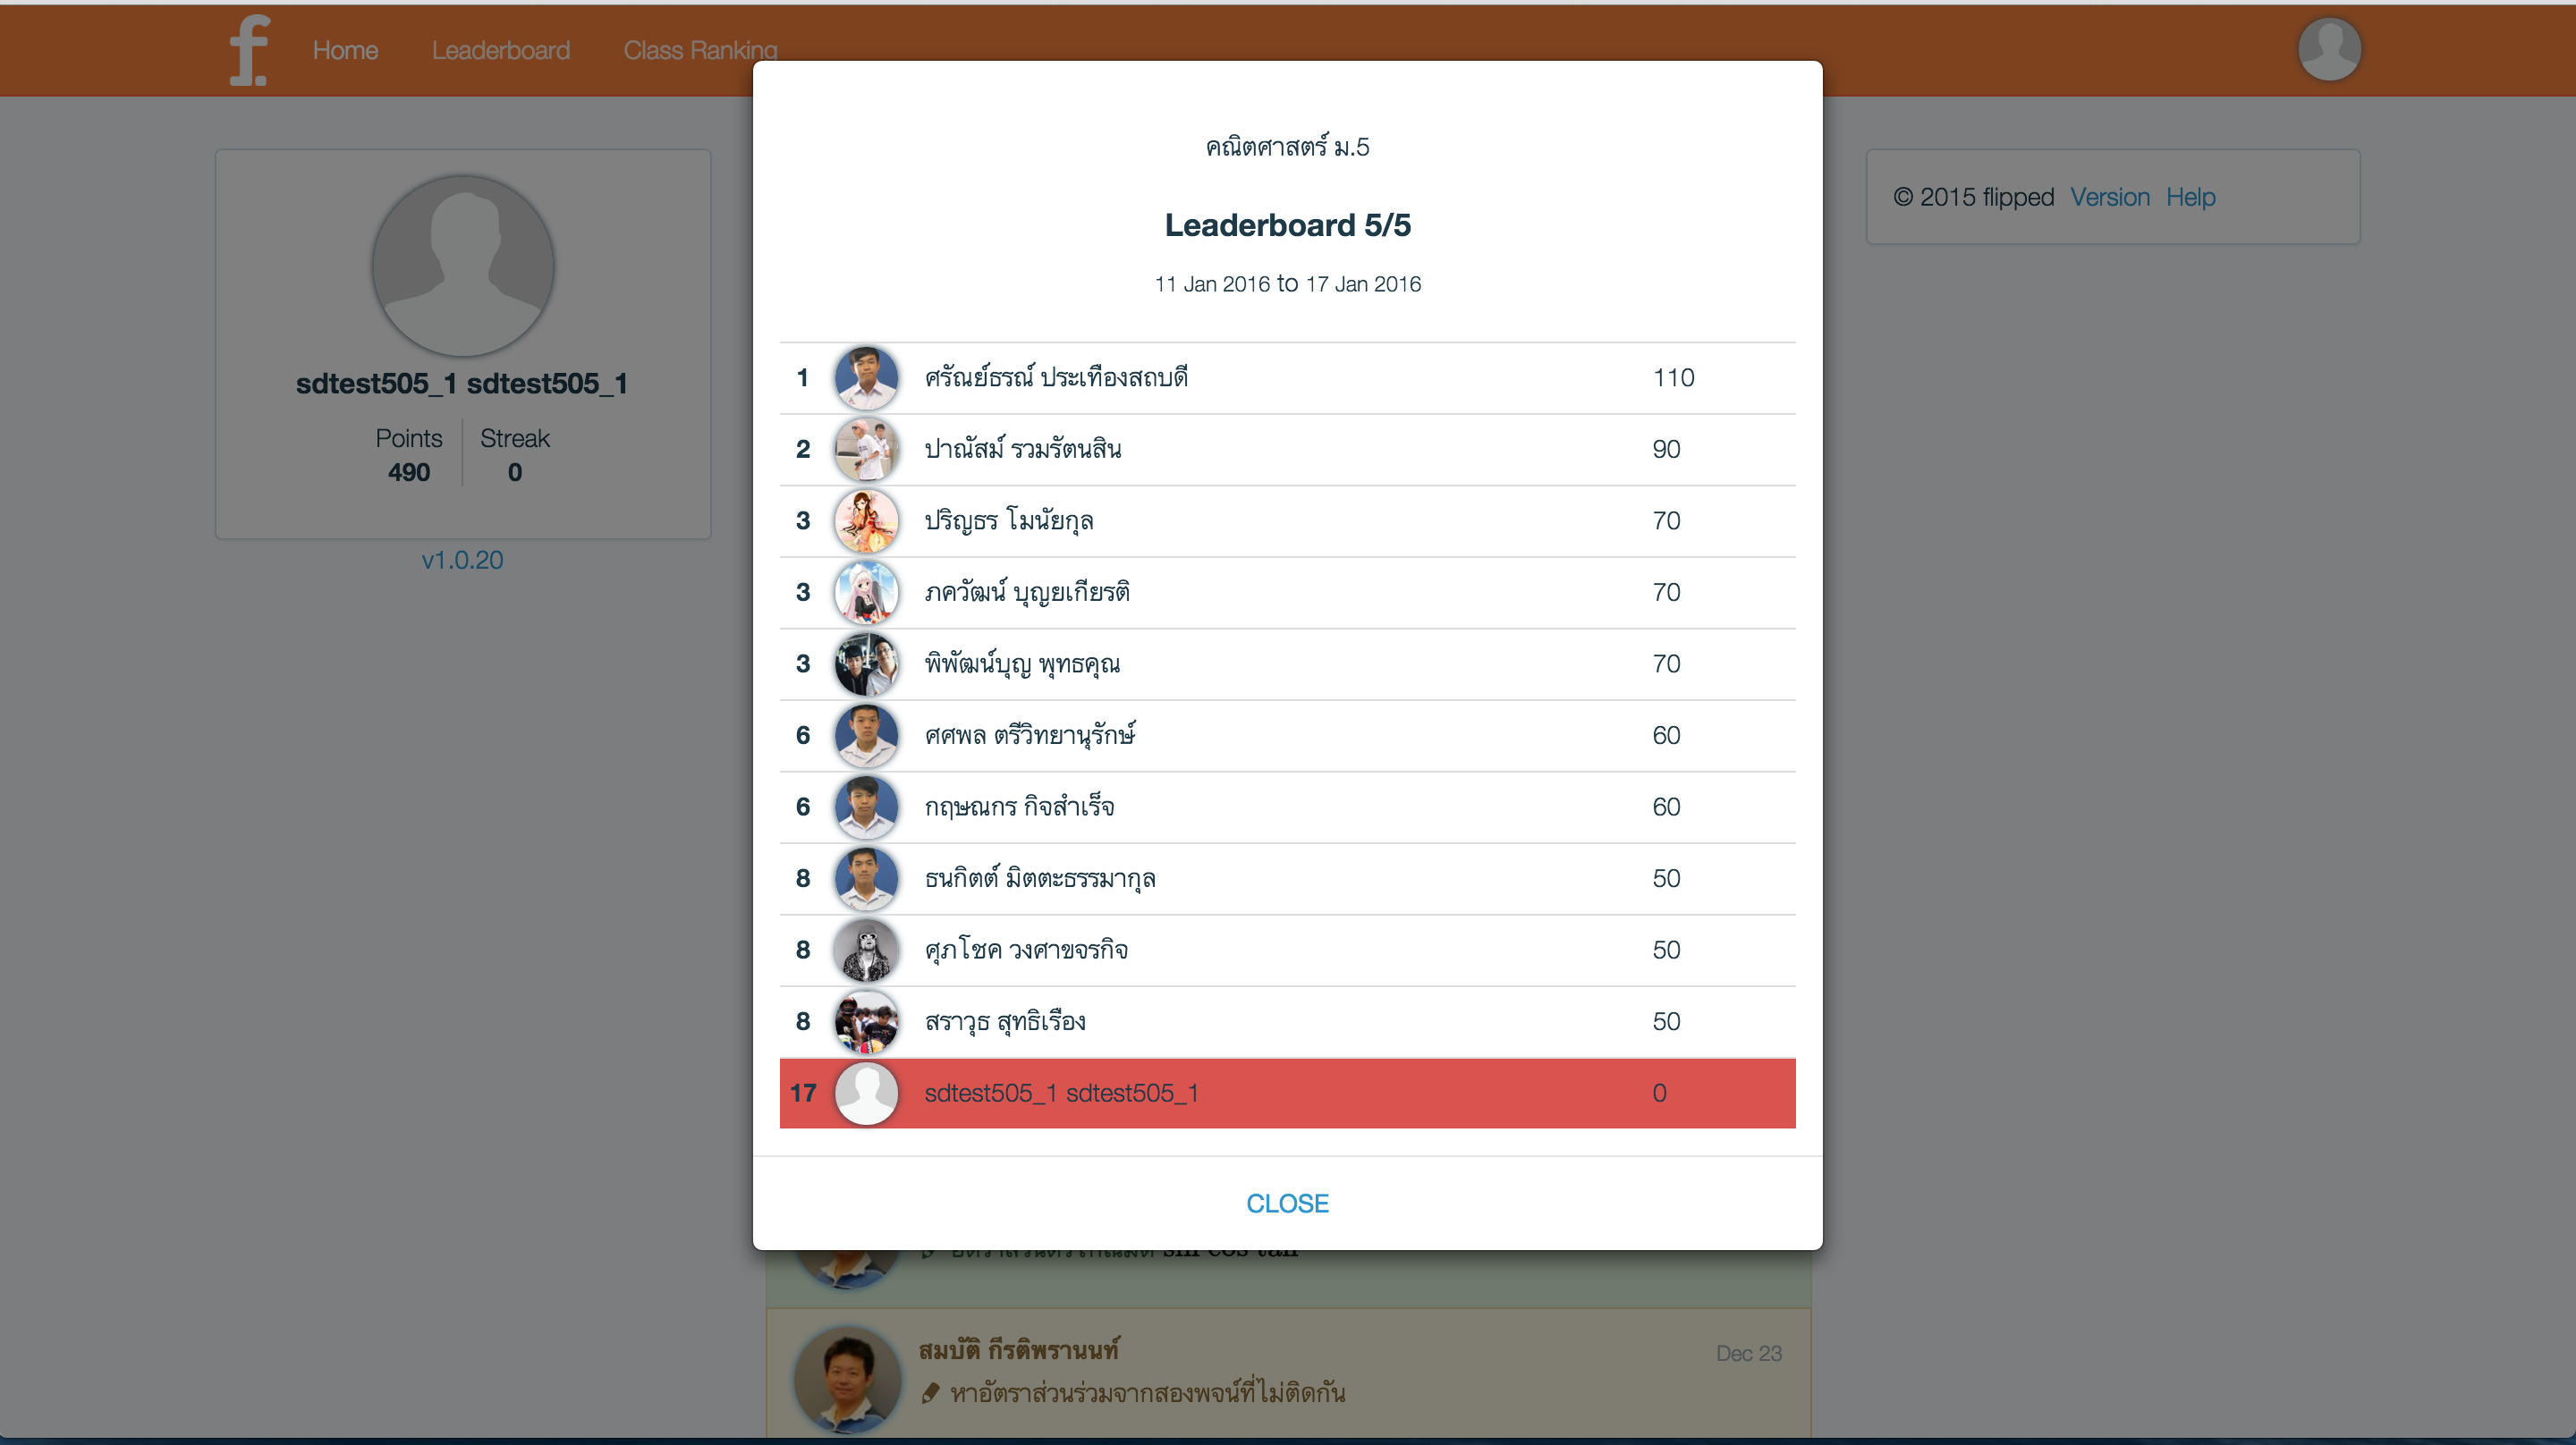 f.
Home
Leaderboard
Class Ranking
sdtest505_1 sdtest505_1
Points
490
Streak
0
v1.0.20
คณิตศาสตร์ ม.5
Leaderboard 5/5
11 Jan 2016 to 17 Jan 2016
1 ศรัณย์ธรณ์ ประเทืองสถบดี 110
2 ปาณัสม์ รวมรัตนสิน 90
3 ปริญธร โมนัยกุล 70
3 ภควัฒน์ บุญยเกียรติ 70
3 พิพัฒน์บุญ พุทธคุณ 70
6 ศศพล ตรีวิทยานุรักษ์ 60
6 กฤษณกร กิจสำเร็จ 60
8 ธนกิตต์ มิตตะธรรมากุล 50
8 ศุภโชค วงศาขจรกิจ 50
8 สราวุธ สุทธิเรือง 50
17 sdtest505_1 sdtest505_1 0
CLOSE
sin cos tan
สมบัติ กีรติพรานนท์ Dec 23
หาอัตราส่วนร่วมจากสองพจน์ที่ไม่ติดกัน
© 2015 flipped Version Help